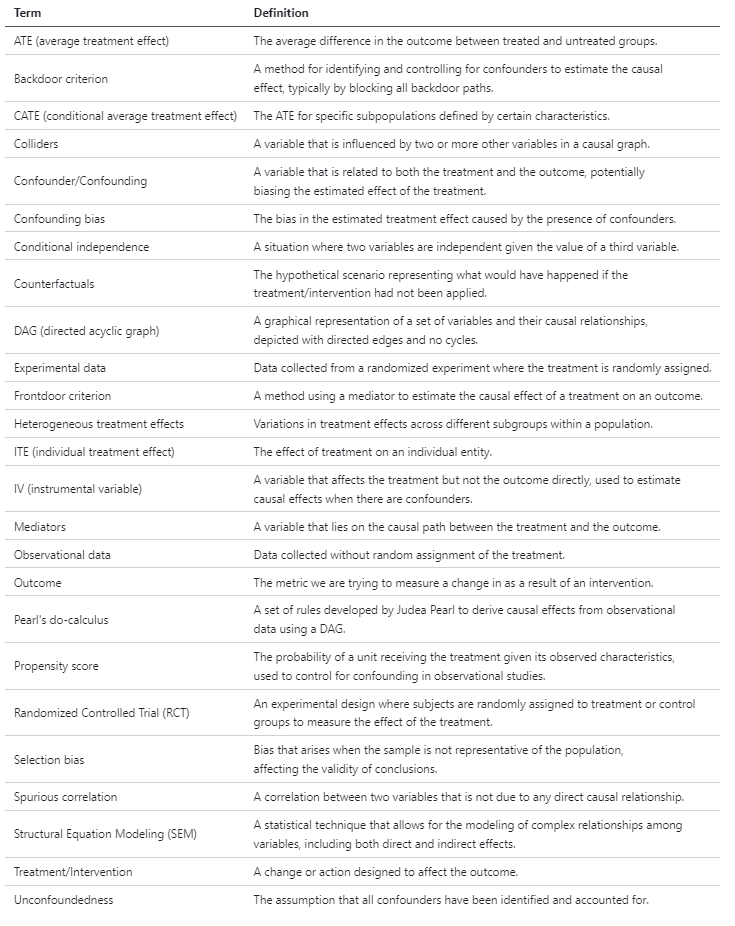 Term Definition
ATE (average treatment effect) The average difference in the outcome between treated and untreated groups.
Backdoor criterion A method for identifying and controlling for confounders to estimate the causal
effect, typically by blocking all backdoor paths.
CATE (conditional average treatment effect) The ATE for specific subpopulations defined by certain characteristics.
Colliders A variable that is influenced by two or more other variables in a causal graph.
Confounder/Confounding A variable that is related to both the treatment and the outcome, potentially
biasing the estimated effect of the treatment.
Confounding bias The bias in the estimated treatment effect caused by the presence of confounders.
Conditional independence A situation where two variables are independent given the value of a third variable.
Counterfactuals The hypothetical scenario representing what would have happened if the
treatment/intervention had not been applied.
DAG (directed acyclic graph) A graphical representation of a set of variables and their causal relationships,
depicted with directed edges and no cycles.
Experimental data Data collected from a randomized experiment where the treatment is randomly assigned.
Frontdoor criterion A method using a mediator to estimate the causal effect of a treatment on an outcome.
Heterogeneous treatment effects Variations in treatment effects across different subgroups within a population.
ITE (individual treatment effect) The effect of treatment on an individual entity.
IV (instrumental variable) A variable that affects the treatment but not the outcome directly, used to estimate
causal effects when there are confounders.
Mediators A variable that lies on the causal path between the treatment and the outcome.
Observational data Data collected without random assignment of the treatment.
Outcome The metric we are trying to measure a change in as a result of an intervention.
Pearl's do-calculus A set of rules developed by Judea Pearl to derive causal effects from observational
data using a DAG.
Propensity score The probability of a unit receiving the treatment given its observed characteristics,
used to control for confounding in observational studies.
Randomized Controlled Trial (RCT) An experimental design where subjects are randomly assigned to treatment or control
groups to measure the effect of the treatment.
Selection bias Bias that arises when the sample is not representative of the population,
affecting the validity of conclusions.
Spurious correlation A correlation between two variables that is not due to any direct causal relationship.
Structural Equation Modeling (SEM) A statistical technique that allows for the modeling of complex relationships among
variables, including both direct and indirect effects.
Treatment/Intervention A change or action designed to affect the outcome.
Unconfoundedness The assumption that all confounders have been identified and accounted for.